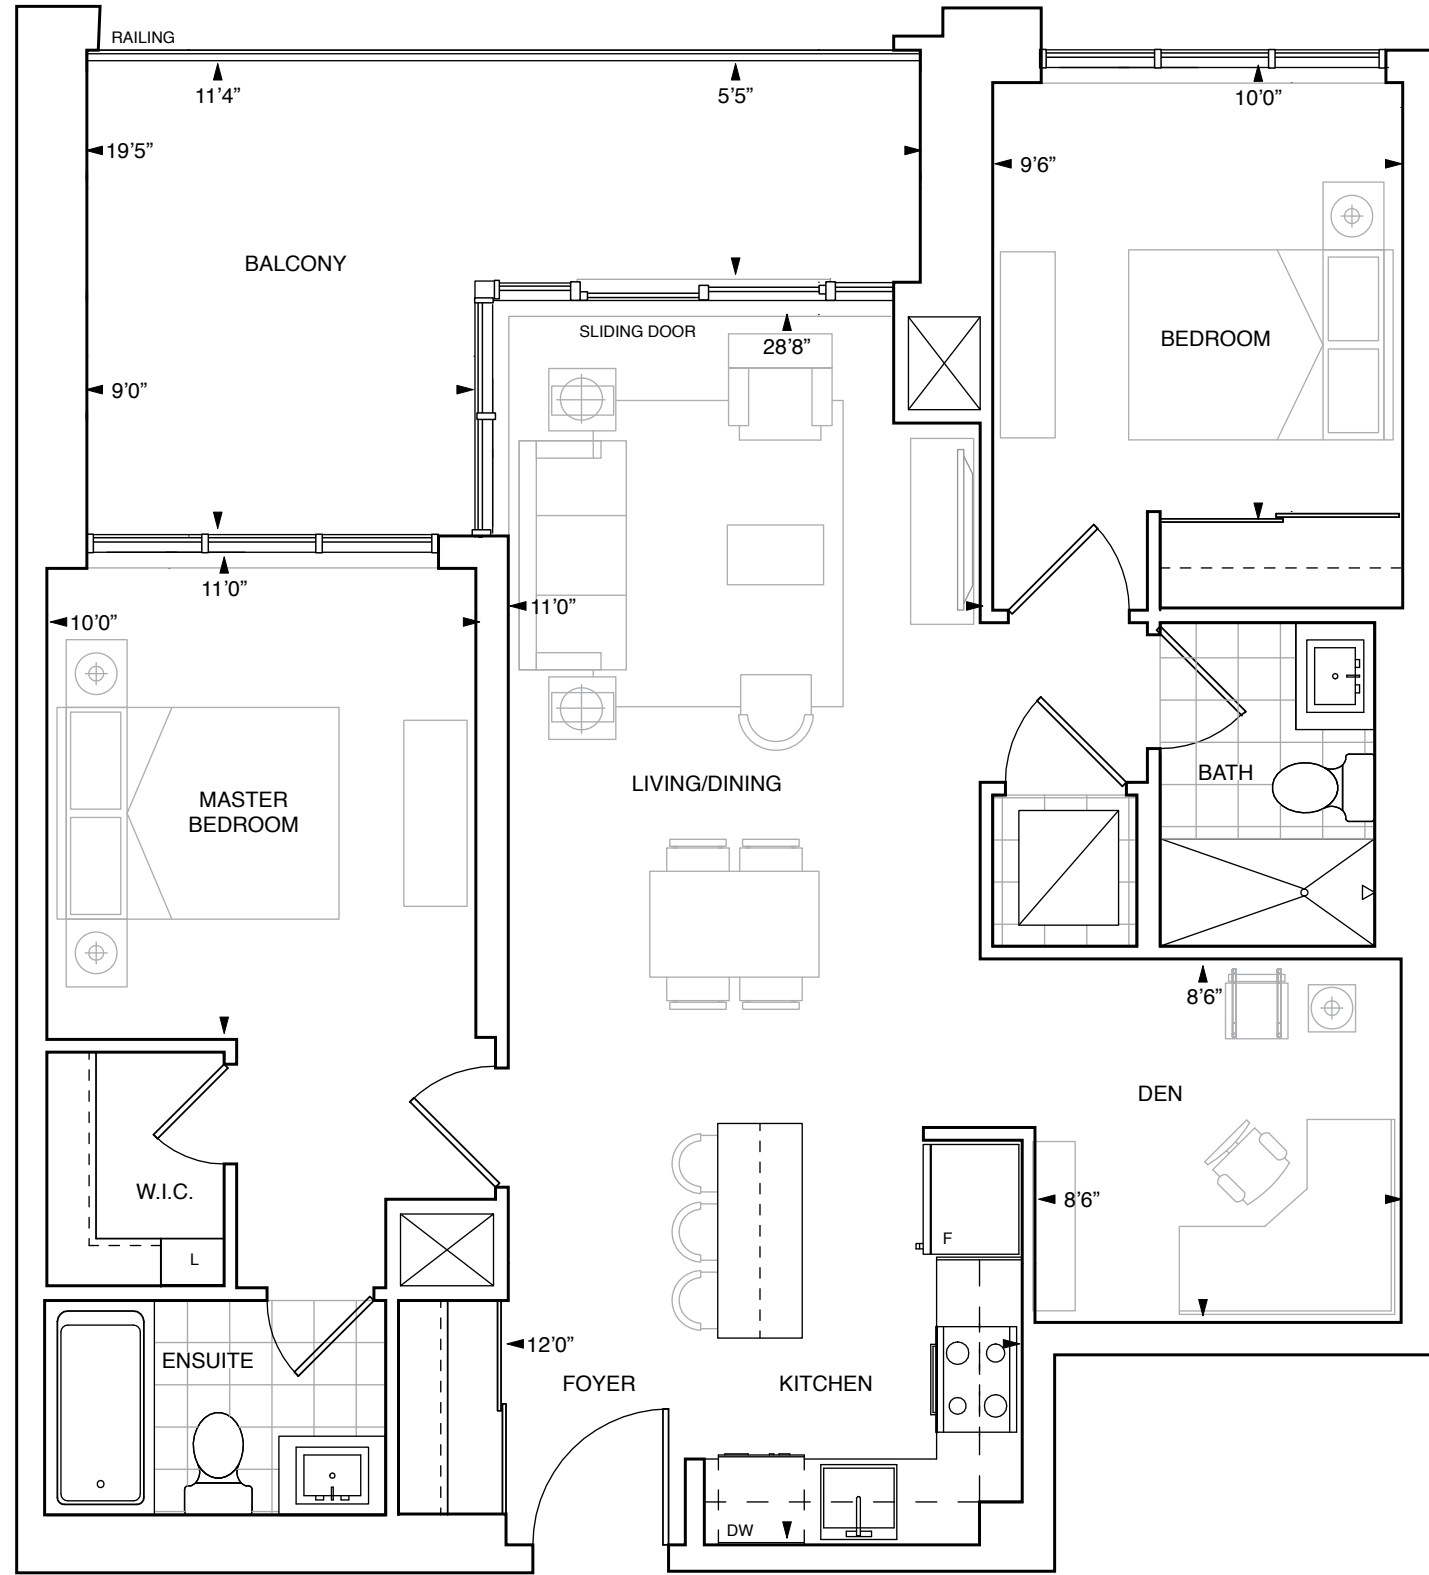 RAILING
11’4”
5’5”
10’0”
19’5”
9’6”
BALCONY
SLIDING DOOR
28’8”
BEDROOM
9’0”
11’0”
10’0”
11’0”
LIVING/DINING
BATH
MASTER
BEDROOM
8’6”
DEN
W.I.C.
8’6”
F
L
12’0”
ENSUITE
FOYER
KITCHEN
DW